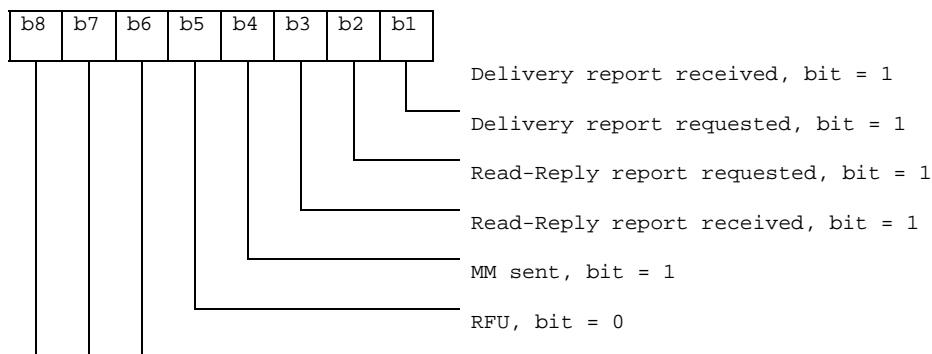 b8 b7 b6 b5 b4 b3 b2 b1
Delivery report received, bit = 1
Delivery report requested, bit = 1
Read-Reply report requested, bit = 1
Read-Reply report received, bit = 1
MM sent, bit = 1
RFU, bit = 0